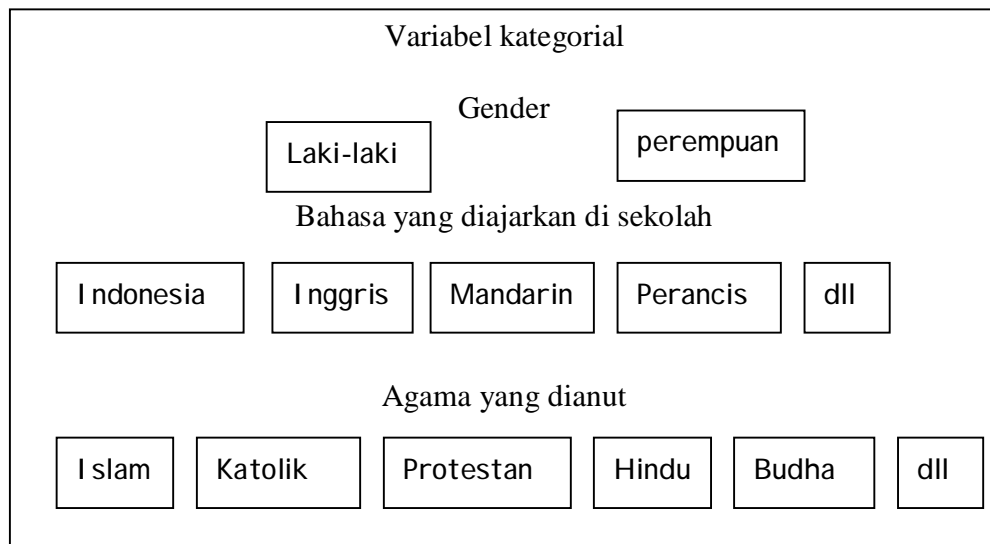 Variabel kategorial
Gender
Laki-laki perempuan
Bahasa yang diajarkan di sekolah
Indonesia Inggris Mandarin Perancis dll
Agama yang dianut
Islam Katolik Protestan Hindu Budha dll